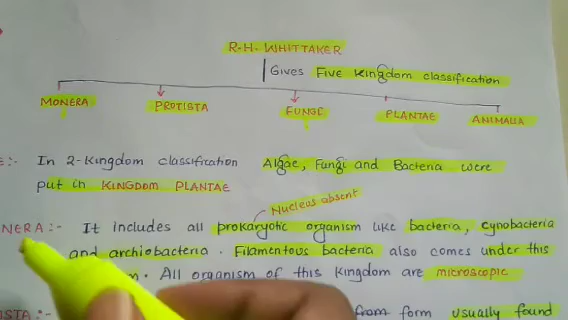 R.H. WHITTAKER
Gives Five kingdom classification
MONERA PROTISTA FUNGE PLANTAE ANIMALIA
E:- In 2-Kingdom classification Algae, Fungi and Bacteria were
put in KINGDOM PLANTAE
Nucleus absent
NERA:- It includes all prokaryotic organism like bacteria, cynobacteria
and archiobacteria. Filamentous bacteria also comes under this
m. All organism of this Kingdom are microscopic
ISTA:- from form usually found